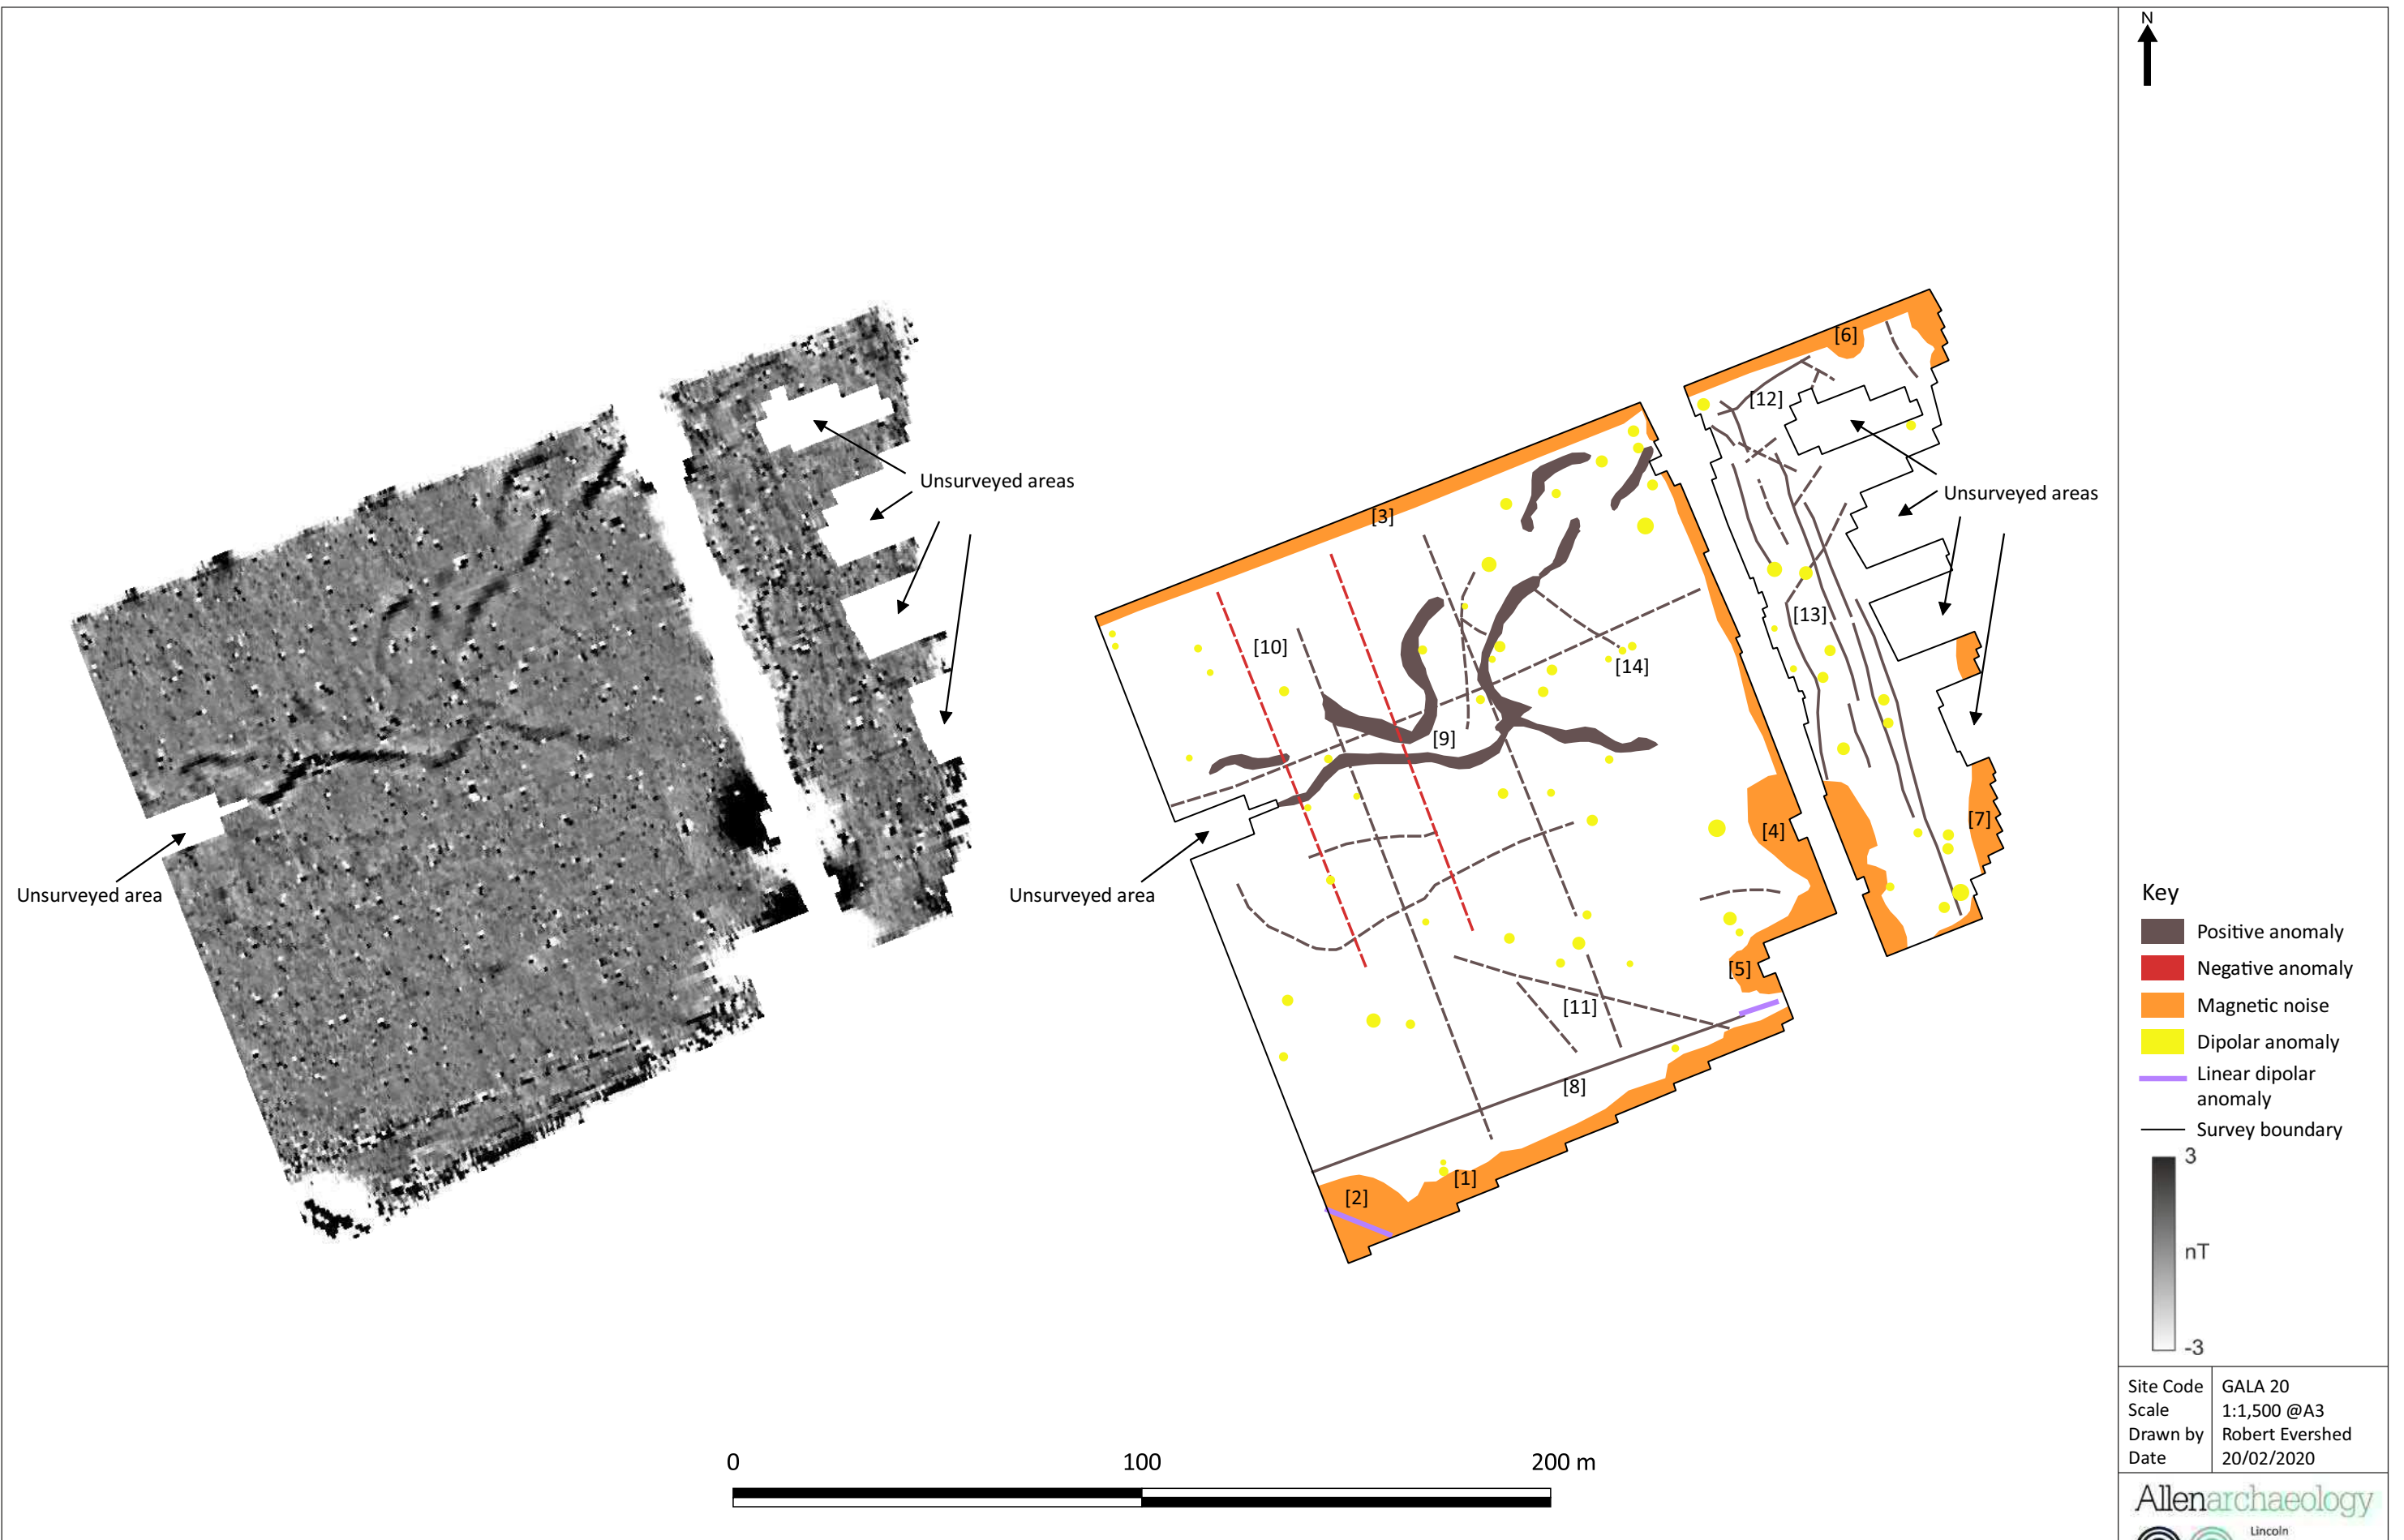 N
[6]
[12]
Unsurveyed areas
Unsurveyed areas
[3]
[13]
[10]
[14]
[9]
[4]
[7]
Unsurveyed area
Unsurveyed area
[5]
[11]
[8]
[2]
[1]
Key
Positive anomaly
Negative anomaly
Magnetic noise
Dipolar anomaly
Linear dipolar
anomaly
Survey boundary
3
nT
-3
0 100 200 m
Site Code GALA 20
Scale 1:1,500 @A3
Drawn by Robert Evershed
Date 20/02/2020
Allenarchaeology
Lincoln